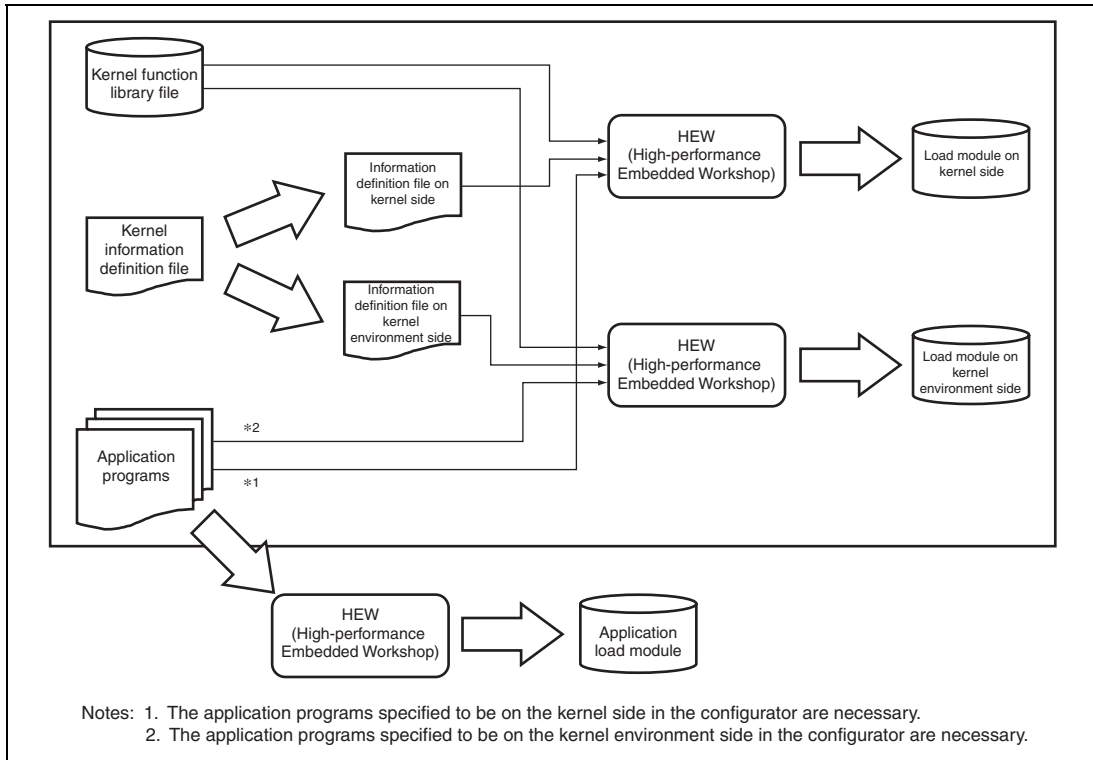 Kernel function
library file
HEW
(High-performance
Embedded Workshop)
Load module on
kernel side
Information
definition file on
kernel side
Kernel
information
definition file
Information
definition file on
kernel
environment side
HEW
(High-performance
Embedded Workshop)
Load module on
kernel
environment side
Application
programs
*2
*1
HEW
(High-performance
Embedded Workshop)
Application
load module
Notes: 1. The application programs specified to be on the kernel side in the configurator are necessary.
2. The application programs specified to be on the kernel environment side in the configurator are necessary.